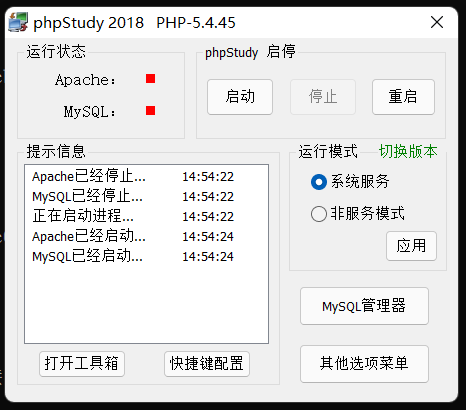 phpStudy 2018 PHP-5.4.45
运行状态
Apache:
MySQL:
phpStudy 启停
启动 停止 重启
提示信息
Apache已经停止... 14:54:22
MySQL已经停止... 14:54:22
正在启动进程... 14:54:22
Apache已经启动... 14:54:24
MySQL已经启动... 14:54:24
打开工具箱 快捷键配置
运行模式 切换版本
系统服务
非服务模式
应用
MySQL管理器
其他选项菜单